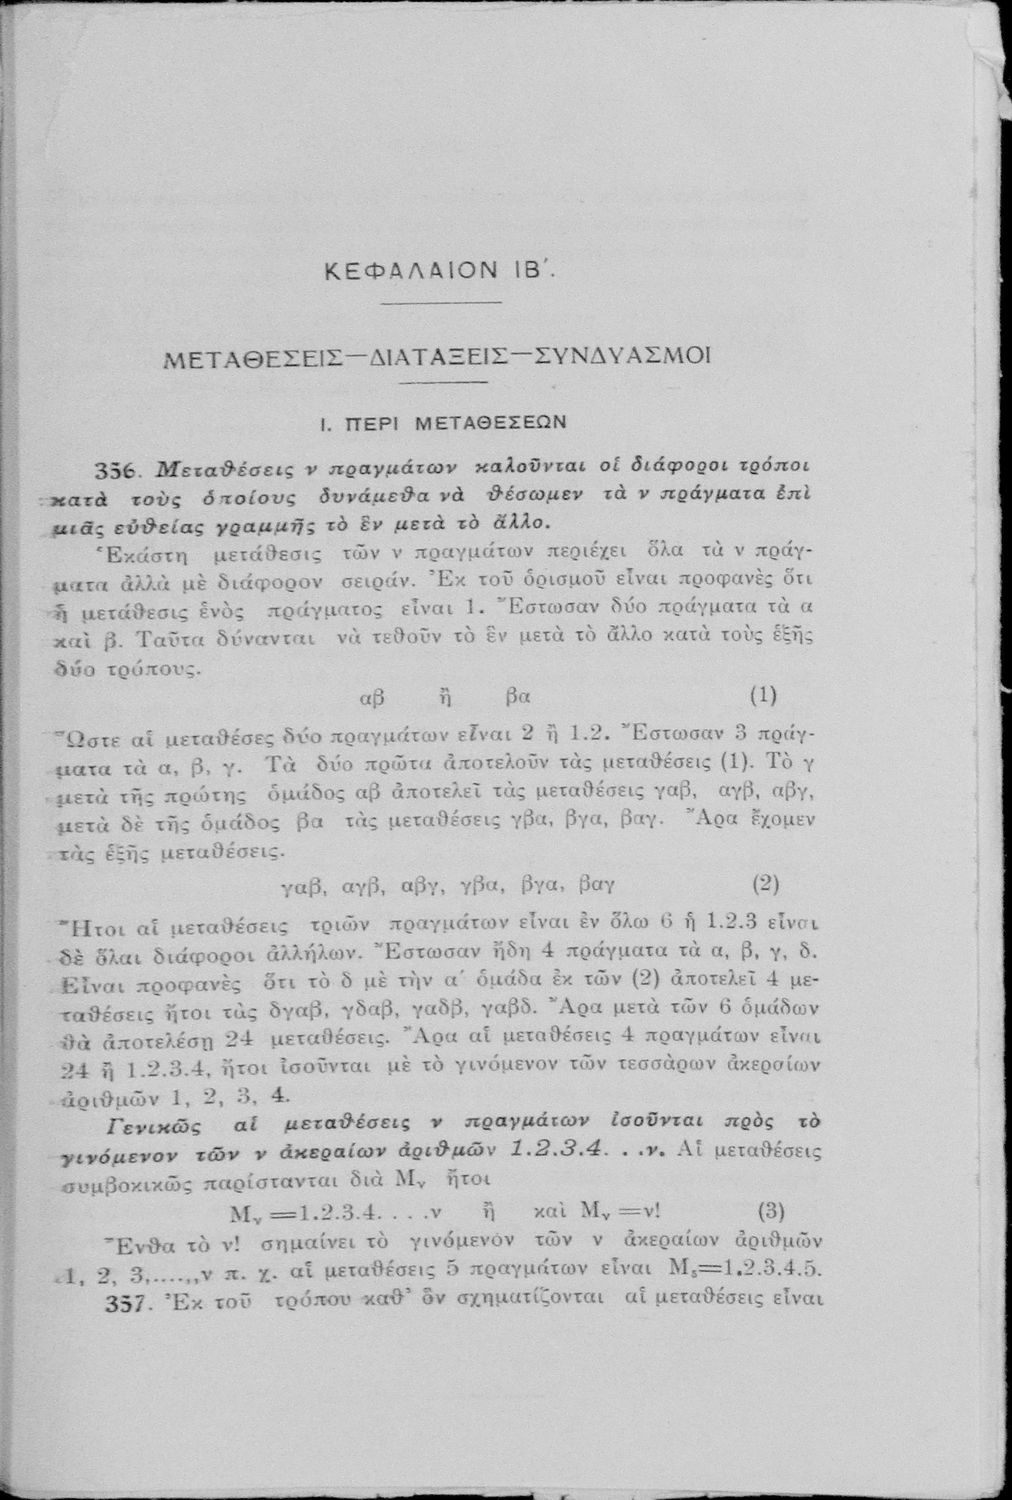 ΚΕΦΑΛΑΙΟΝ ΙΒ΄.
ΜΕΤΑΘΕΣΕΙΣ—ΔΙΑΤΑΞΕΙΣ—ΣΥΝΔΥΑΣΜΟΙ
Ι. ΠΕΡΙ ΜΕΤΑΘΕΣΕΩΝ
356. Μεταθέσεις ν πραγμάτων καλοῦνται οἱ διάφοροι τρόποι
κατὰ τοὺς ὁποίους δυνάμεθα νὰ θέσωμεν τὰ ν πράγματα ἐπὶ
μιᾶς εὐθείας γραμμῆς τὸ ἓν μετὰ τὸ ἄλλο.
Ἑκάστη μετάθεσις τῶν ν πραγμάτων περιέχει ὅλα τὰ ν πράγ-
ματα ἀλλὰ μὲ διάφορον σειράν. Ἐκ τοῦ ὁρισμοῦ εἶναι προφανὲς ὅτι
ἡ μετάθεσις ἑνὸς πράγματος εἶναι 1. Ἔστωσαν δύο πράγματα τὰ α
καὶ β. Ταῦτα δύνανται νὰ τεθοῦν τὸ ἓν μετὰ τὸ ἄλλο κατὰ τοὺς ἑξῆς
δύο τρόπους.
αβ ἢ βα (1)
Ὥστε αἱ μεταθέσες δύο πραγμάτων εἶναι 2 ἢ 1.2. Ἔστωσαν 3 πράγ-
ματα τὰ α, β, γ. Τὰ δύο πρῶτα ἀποτελοῦν τὰς μεταθέσεις (1). Τὸ γ
μετὰ τῆς πρώτης ὁμάδος αβ ἀποτελεῖ τὰς μεταθέσεις γαβ, αγβ, αβγ,
μετὰ δὲ τῆς ὁμάδος βα τὰς μεταθέσεις γβα, βγα, βαγ. Ἄρα ἔχομεν
τὰς ἑξῆς μεταθέσεις.
γαβ, αγβ, αβγ, γβα, βγα, βαγ (2)
Ἤτοι αἱ μεταθέσεις τριῶν πραγμάτων εἶναι ἐν ὅλω 6 ἡ 1.2.3 εἶναι
δὲ ὅλαι διάφοροι ἀλλήλων. Ἔστωσαν ἤδη 4 πράγματα τὰ α, β, γ, δ.
Εἶναι προφανὲς ὅτι τὸ δ μὲ τὴν α΄ ὁμάδα ἐκ τῶν (2) ἀποτελεῖ 4 με-
ταθέσεις ἤτοι τὰς δγαβ, γδαβ, γαδβ, γαβδ. Ἄρα μετὰ τῶν 6 ὁμάδων
θὰ ἀποτελέσῃ 24 μεταθέσεις. Ἄρα αἱ μεταθέσεις 4 πραγμάτων εἶναι
24 ἢ 1.2.3.4, ἤτοι ἰσοῦνται μὲ τὸ γινόμενον τῶν τεσσάρων ἀκεραίων
ἀριθμῶν 1, 2, 3, 4.
Γενικῶς αἱ μεταθέσεις ν πραγμάτων ἰσοῦνται πρὸς τὸ
γινόμενον τῶν ν ἀκεραίων ἀριθμῶν 1.2.3.4. . .ν. Αἱ μεταθέσεις
συμβοκικῶς παρίστανται διὰ Μᵥ ἤτοι
Μᵥ =1.2.3.4. . . .ν ἢ καὶ Μᵥ =ν! (3)
Ἔνθα τὸ ν! σημαίνει τὸ γινόμενον τῶν ν ἀκεραίων ἀριθμῶν
1, 2, 3,....,,ν π. χ. αἱ μεταθέσεις 5 πραγμάτων εἶναι Μ₅=1.2.3.4.5.
357. Ἐκ τοῦ τρόπου καθ᾽ ὃν σχηματίζονται αἱ μεταθέσεις εἶναι